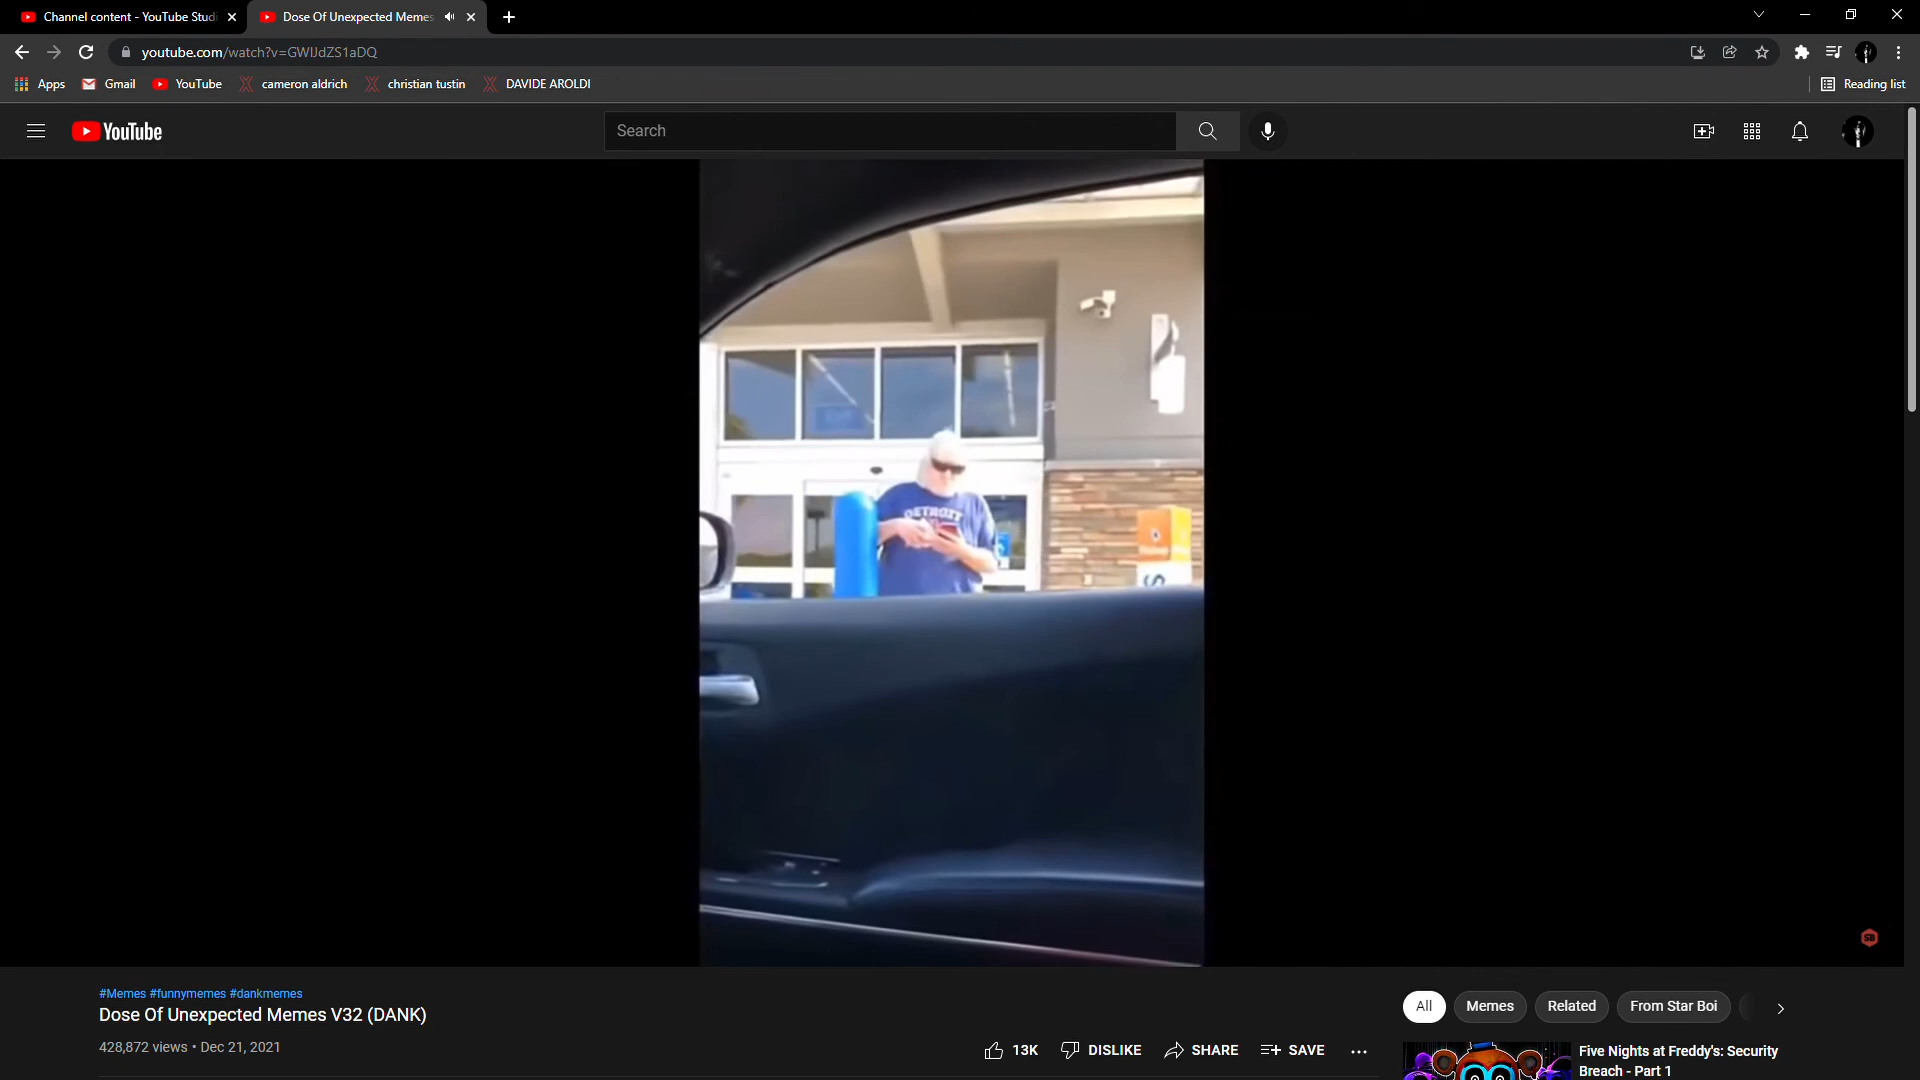 Channel content - YouTube Studi
Dose Of Unexpected Memes
youtube.com/watch?v=GWlJdZS1aDQ
Apps
Gmail
YouTube
cameron aldrich
christian tustin
DAVIDE AROLDI
Reading list
YouTube
Search
DETROIT
SB
#Memes #funnymemes #dankmemes
Dose Of Unexpected Memes V32 (DANK)
428,872 views • Dec 21, 2021
13K
DISLIKE
SHARE
SAVE
All
Memes
Related
From Star Boi
Five Nights at Freddy's: Security
Breach - Part 1